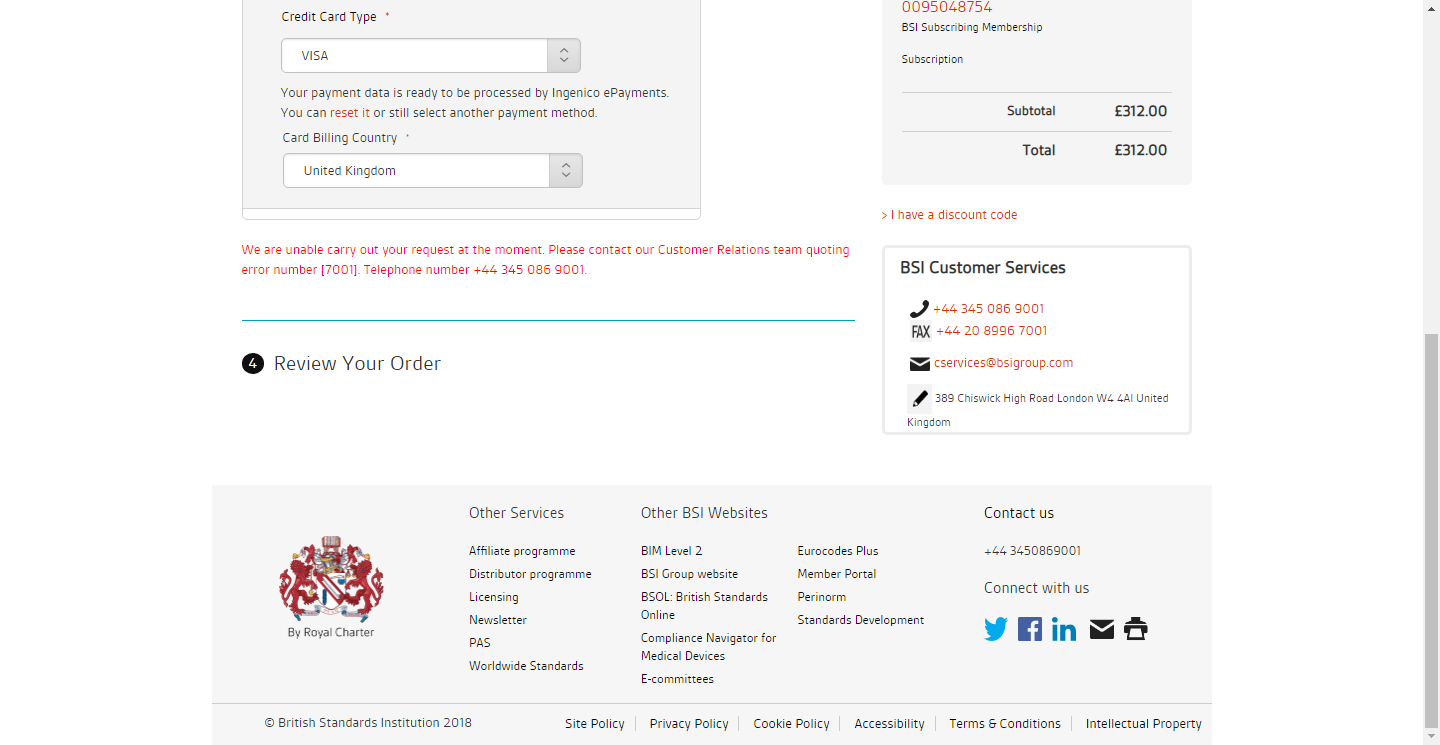 Credit Card Type *
VISA
Your payment data is ready to be processed by Ingenico ePayments.
You can reset it or still select another payment method.
Card Billing Country *
United Kingdom
We are unable carry out your request at the moment. Please contact our Customer Relations team quoting
error number [7001]. Telephone number +44 345 086 9001.
4 Review Your Order
0095048754
BSI Subscribing Membership
Subscription
Subtotal £312.00
Total £312.00
> I have a discount code
BSI Customer Services
+44 345 086 9001
FAX +44 20 8996 7001
cservices@bsigroup.com
389 Chiswick High Road London W4 4Al United
Kingdom
By Royal Charter
Other Services
Affiliate programme
Distributor programme
Licensing
Newsletter
PAS
Worldwide Standards
Other BSI Websites
BIM Level 2
BSI Group website
BSOL: British Standards
Online
Compliance Navigator for
Medical Devices
E-committees
Eurocodes Plus
Member Portal
Perinorm
Standards Development
Contact us
+44 3450869001
Connect with us
© British Standards Institution 2018
Site Policy
Privacy Policy
Cookie Policy
Accessibility
Terms & Conditions
Intellectual Property